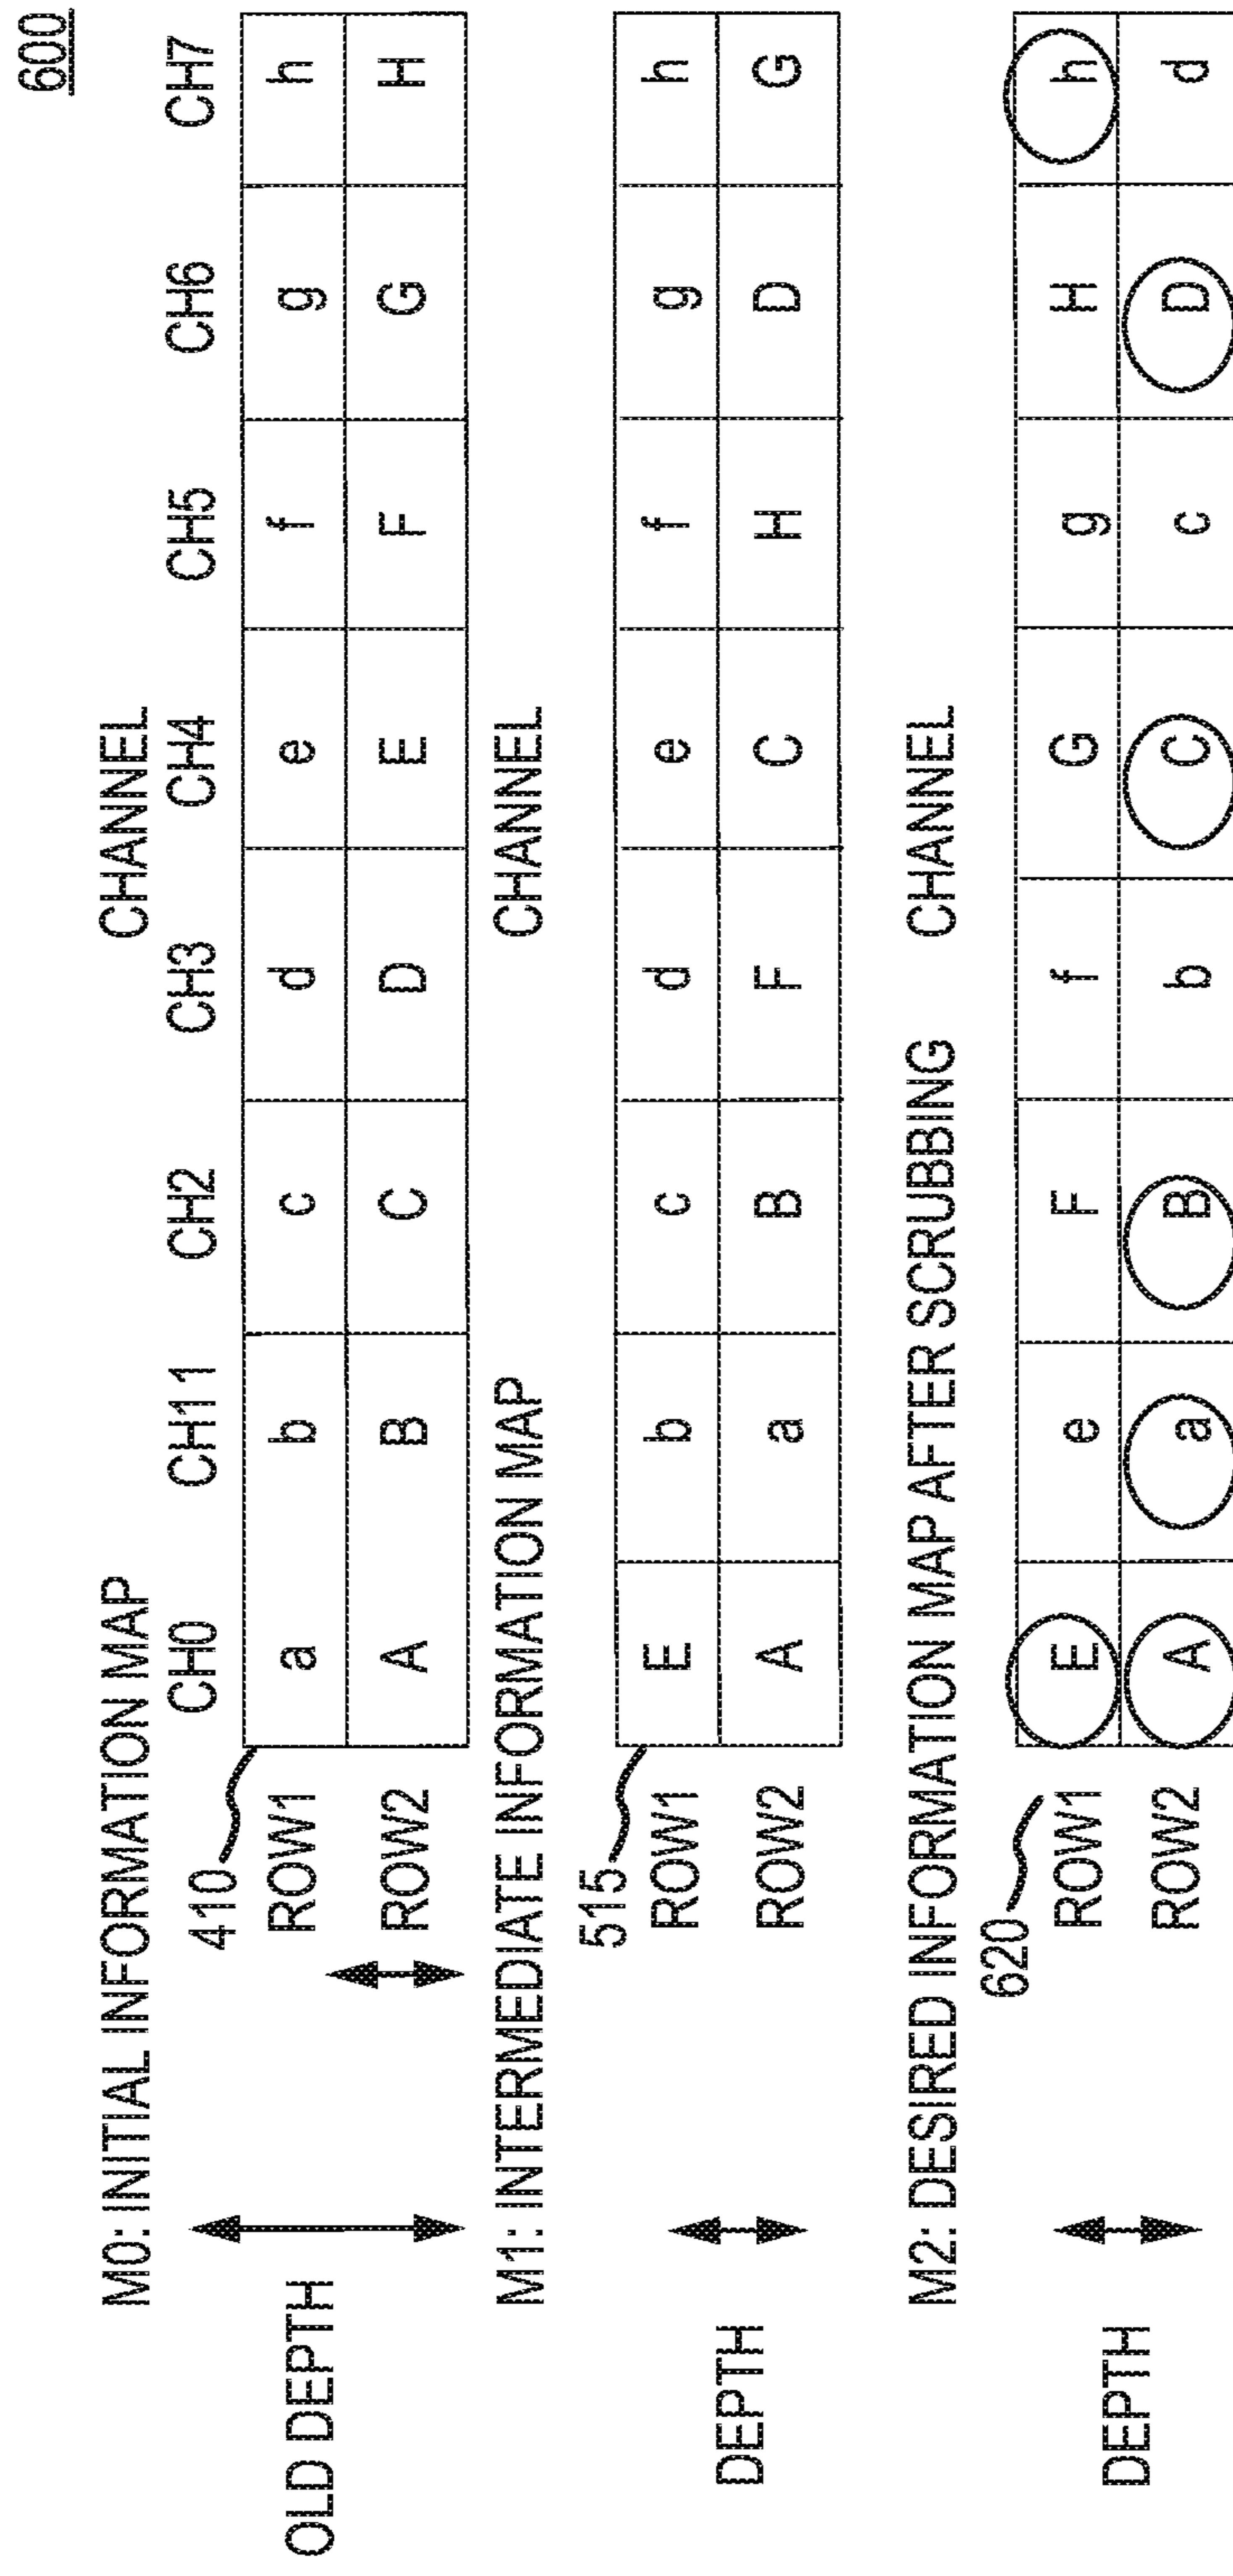 600
M0: INITIAL INFORMATION MAP
CHANNEL
CH0 CH11 CH2 CH3 CH4 CH5 CH6 CH7
410
OLD DEPTH
ROW1 a b c d e f g h
ROW2 A B C D E F G H
M1: INTERMEDIATE INFORMATION MAP
CHANNEL
515
DEPTH
ROW1 E b c d e f g h
ROW2 A a B F C H D G
M2: DESIRED INFORMATION MAP AFTER SCRUBBING
CHANNEL
620
DEPTH
ROW1 E e F f G g H h
ROW2 A a B b C c D d